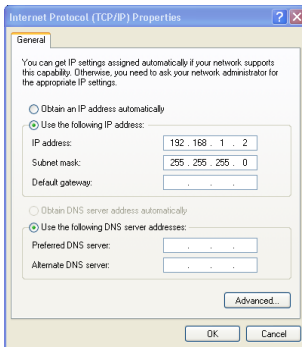 Internet Protocol (TCP/IP) Properties
General
You can get IP settings assigned automatically if your network supports
this capability. Otherwise, you need to ask your network administrator for
the appropriate IP settings.
Obtain an IP address automatically
Use the following IP address:
IP address: 192 . 168 . 1 . 2
Subnet mask: 255 . 255 . 255 . 0
Default gateway: . . .
Obtain DNS server address automatically
Use the following DNS server addresses:
Preferred DNS server: . . .
Alternate DNS server: . . .
Advanced...
OK Cancel